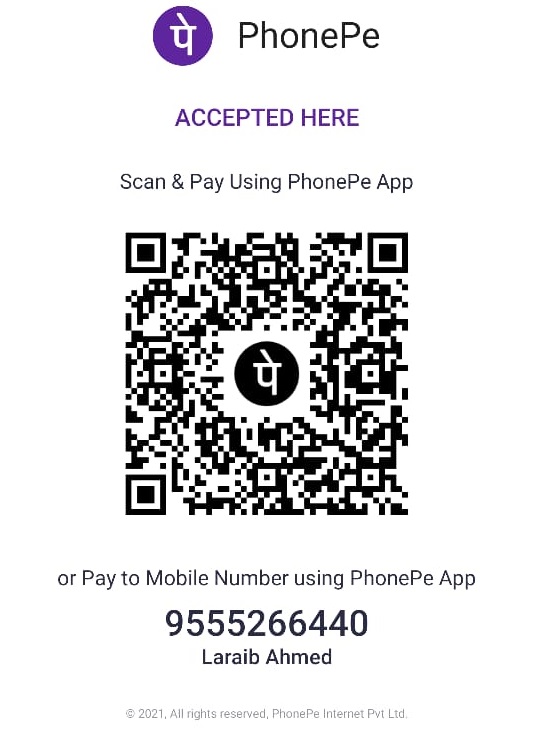 पे PhonePe
ACCEPTED HERE
Scan & Pay Using PhonePe App
पे
or Pay to Mobile Number using PhonePe App
9555266440
Laraib Ahmed
© 2021, All rights reserved, PhonePe Internet Pvt Ltd.